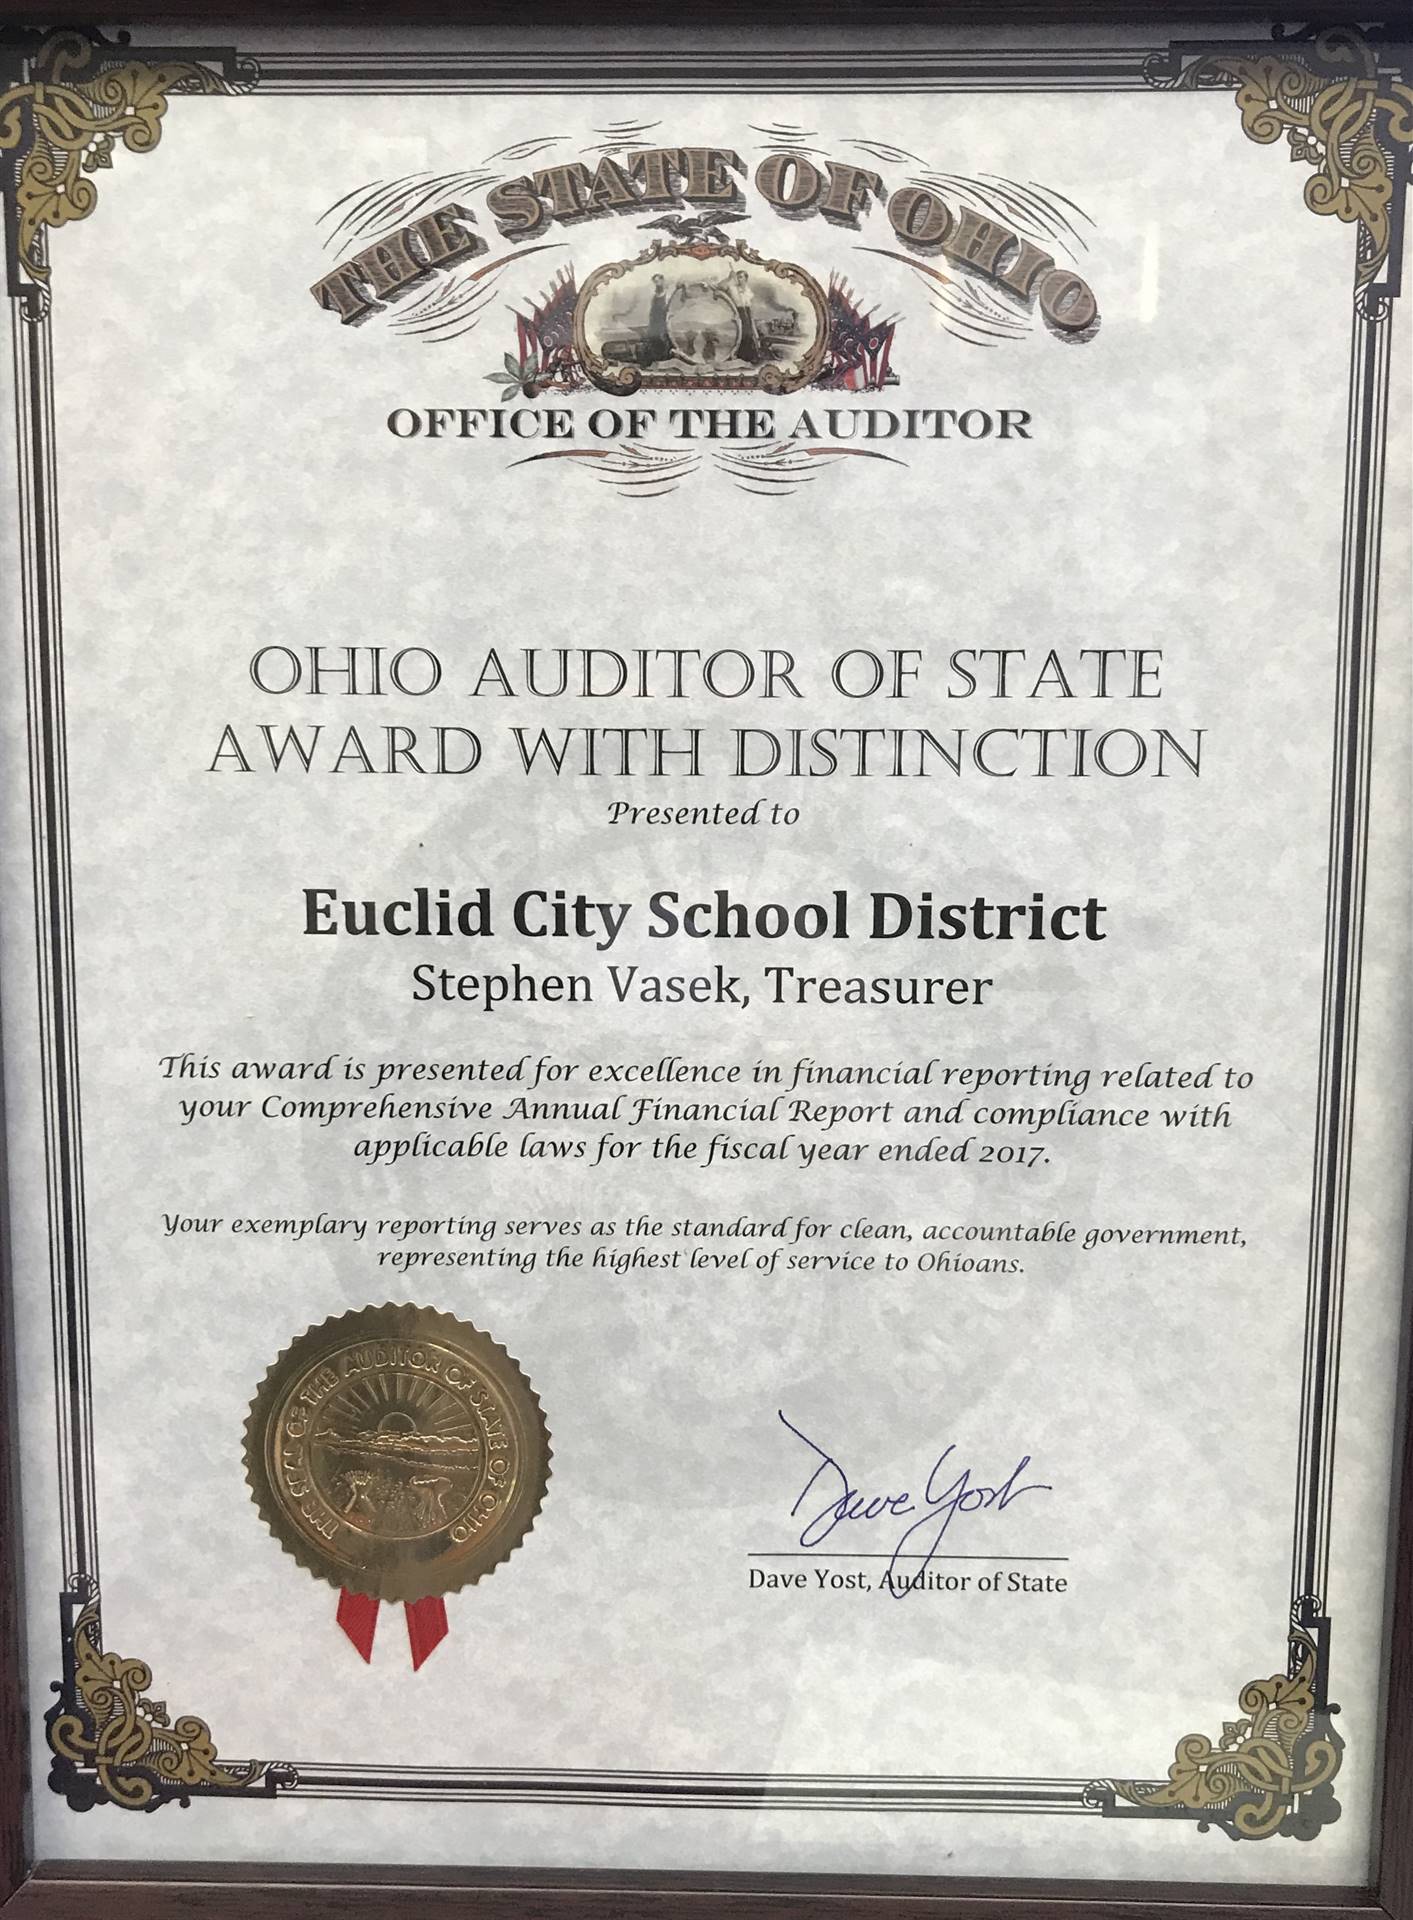 THE STATE OF OHIO
OFFICE OF THE AUDITOR
OHIO AUDITOR OF STATE
AWARD WITH DISTINCTION
Presented to
Euclid City School District
Stephen Vasek, Treasurer
This award is presented for excellence in financial reporting related to
your Comprehensive Annual Financial Report and compliance with
applicable laws for the fiscal year ended 2017.
Your exemplary reporting serves as the standard for clean, accountable government,
representing the highest level of service to Ohioans.
THE SEAL OF THE AUDITOR OF STATE OF OHIO
Dave Yost
Dave Yost, Auditor of State